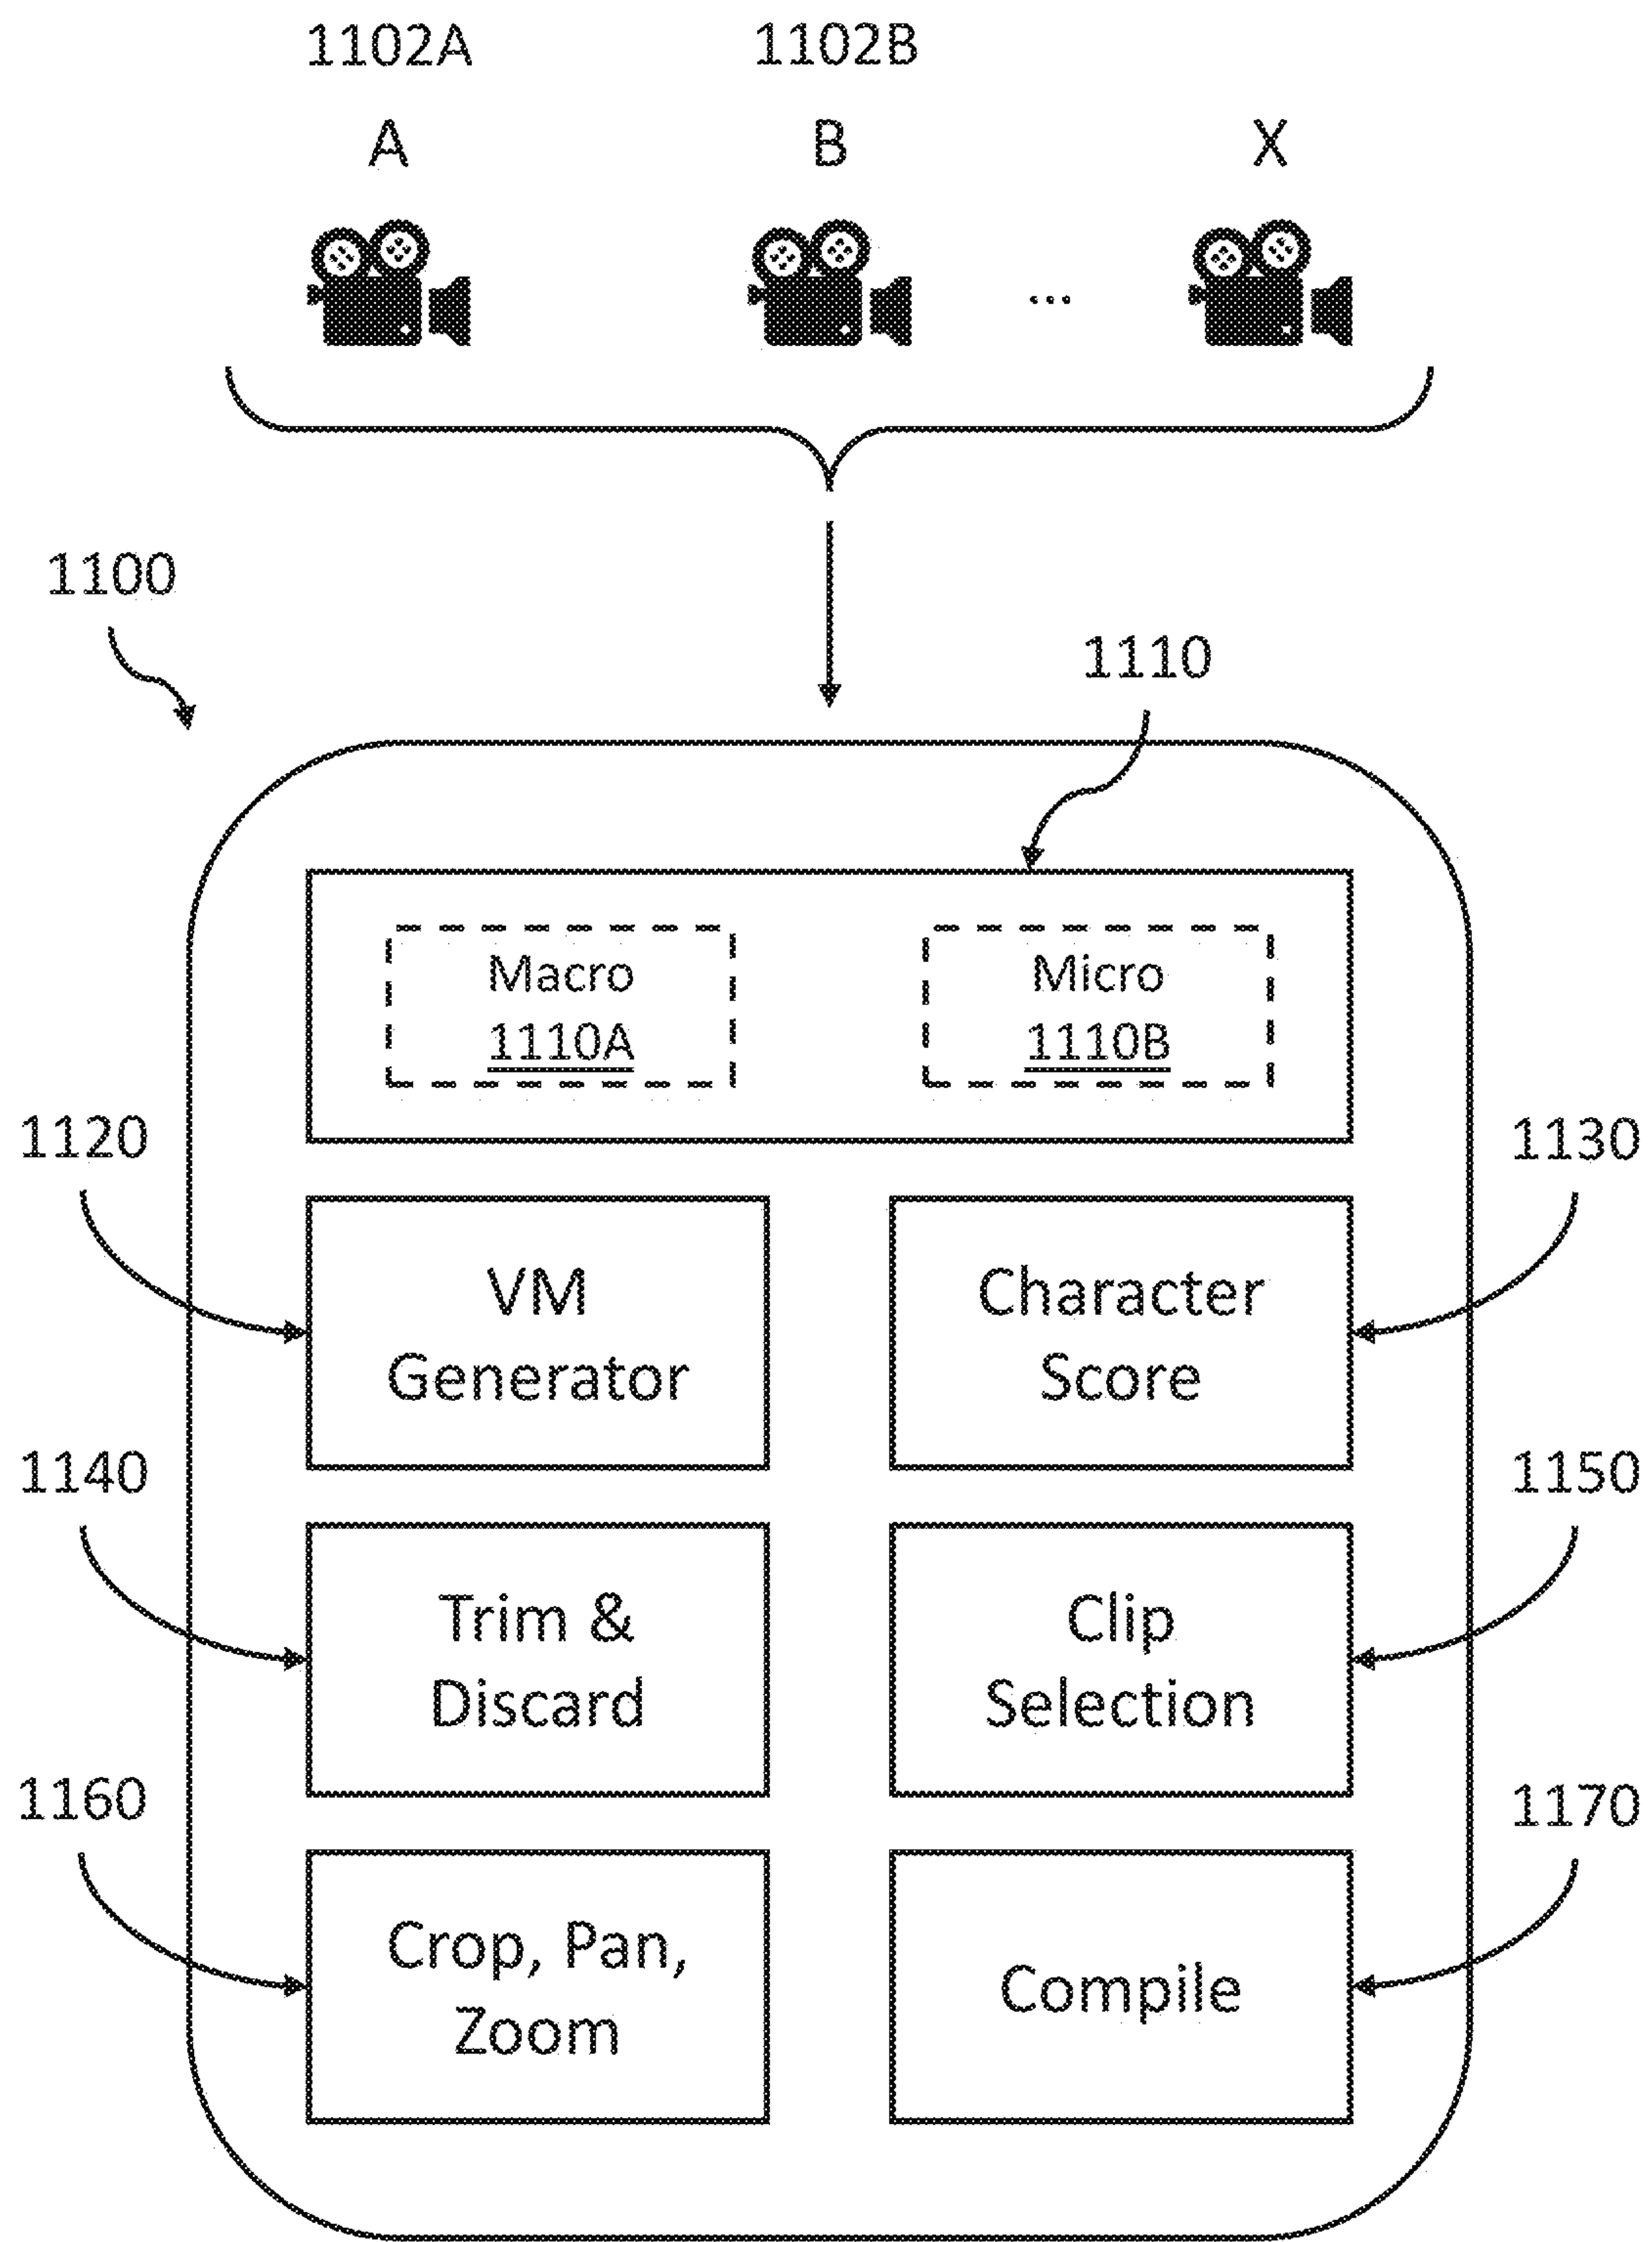 1102A
1102B
A
B
X
...
1100
1110
Macro
1110A
Micro
1110B
1120
1130
VM
Generator
Character
Score
1140
1150
Trim &
Discard
Clip
Selection
1160
1170
Crop, Pan,
Zoom
Compile